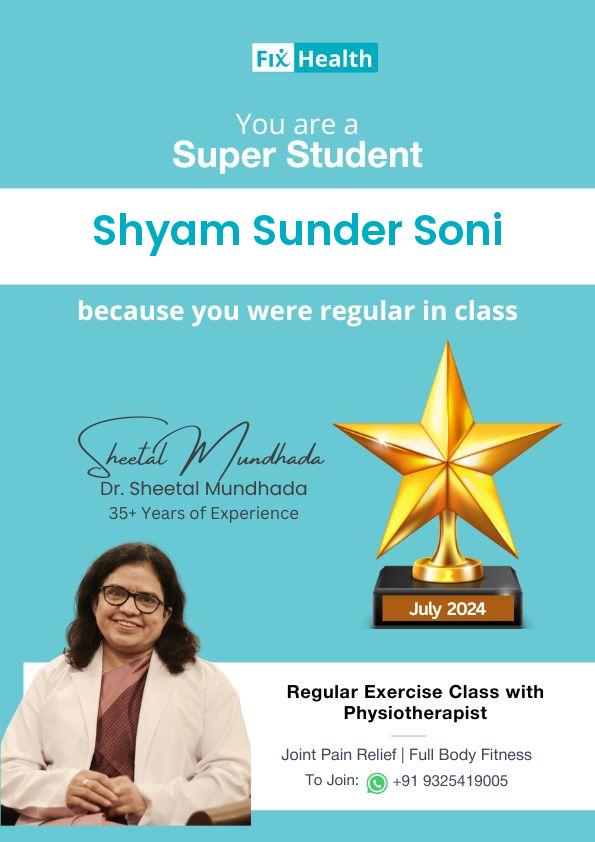 Fix Health
You are a
Super Student
Shyam Sunder Soni
because you were regular in class
Sheetal Mundhada
Dr. Sheetal Mundhada
35+ Years of Experience
July 2024
Regular Exercise Class with
Physiotherapist
Joint Pain Relief | Full Body Fitness
To Join: +91 9325419005